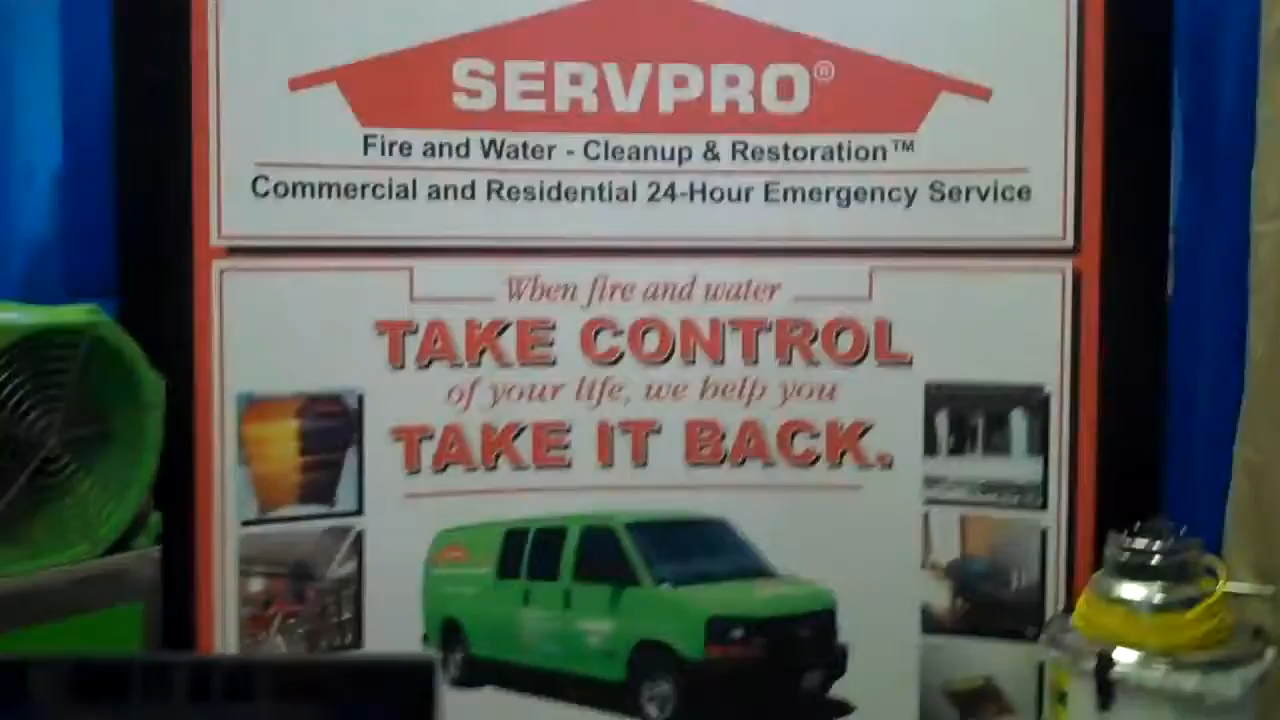 SERVPRO®
Fire and Water - Cleanup & Restoration™
Commercial and Residential 24-Hour Emergency Service
When fire and water
TAKE CONTROL
of your life, we help you
TAKE IT BACK.